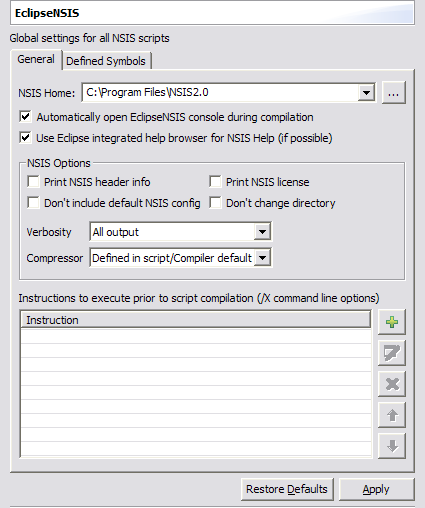 EclipseNSIS
Global settings for all NSIS scripts
General Defined Symbols
NSIS Home: C:\Program Files\NSIS2.0 ...
Automatically open EclipseNSIS console during compilation
Use Eclipse integrated help browser for NSIS Help (if possible)
NSIS Options
Print NSIS header info Print NSIS license
Don't include default NSIS config Don't change directory
Verbosity All output
Compressor Defined in script/Compiler default
Instructions to execute prior to script compilation (/X command line options)
Instruction
Restore Defaults Apply